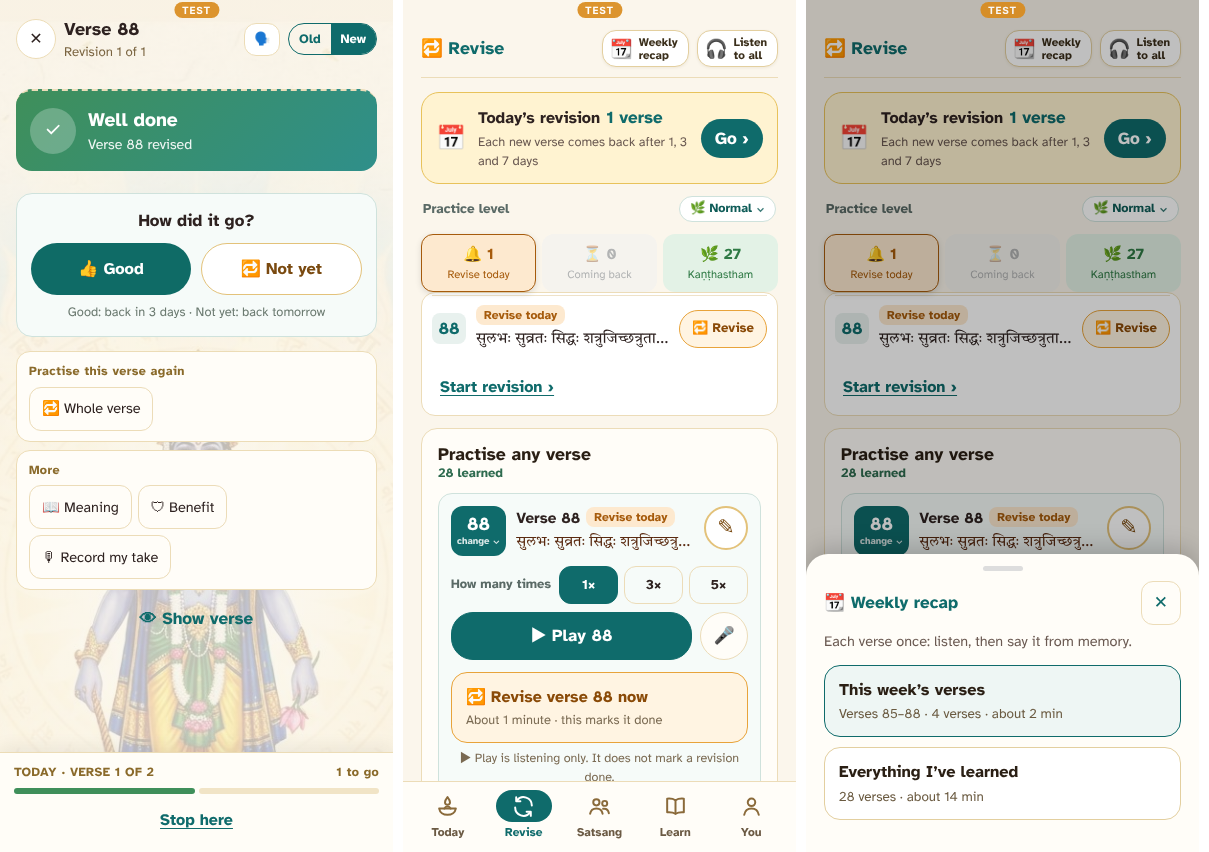 TEST
✕
Verse 88
Revision 1 of 1
🗣️
Old
New
✓
Well done
Verse 88 revised
How did it go?
👍 Good
🔁 Not yet
Good: back in 3 days · Not yet: back tomorrow
Practise this verse again
🔁 Whole verse
More
📖 Meaning
🛡 Benefit
🎙 Record my take
👁 Show verse
TODAY · VERSE 1 OF 2
1 to go
Stop here
TEST
🔁 Revise
📆 Weekly
recap
🎧 Listen
to all
📅 Today’s revision 1 verse
Each new verse comes back after 1, 3
and 7 days
Go ›
Practice level
🌿 Normal ⌄
🔔 1
Revise today
⏳ 0
Coming back
🌿 27
Kaṇṭhastham
88
Revise today
सुलभः सुव्रतः सिद्धः शत्रुजिच्छत्रुता...
🔁 Revise
Start revision ›
Practise any verse
28 learned
88
change ⌄
Verse 88
Revise today
सुलभः सुव्रतः सिद्धः शत्रुजिच्छत्रु...
✎
How many times
1×
3×
5×
▶ Play 88
🎤
🔁 Revise verse 88 now
About 1 minute · this marks it done
▶ Play is listening only. It does not mark a revision
done.
Today
Revise
Satsang
Learn
You
TEST
🔁 Revise
📆 Weekly
recap
🎧 Listen
to all
📅 Today’s revision 1 verse
Each new verse comes back after 1, 3
and 7 days
Go ›
Practice level
🌿 Normal ⌄
🔔 1
Revise today
⏳ 0
Coming back
🌿 27
Kaṇṭhastham
88
Revise today
सुलभः सुव्रतः सिद्धः शत्रुजिच्छत्रुता...
🔁 Revise
Start revision ›
Practise any verse
28 learned
88
change ⌄
Verse 88
Revise today
सुलभः सुव्रतः सिद्धः शत्रुजिच्छत्रु...
✎
📆 Weekly recap
✕
Each verse once: listen, then say it from memory.
This week’s verses
Verses 85–88 · 4 verses · about 2 min
Everything I’ve learned
28 verses · about 14 min